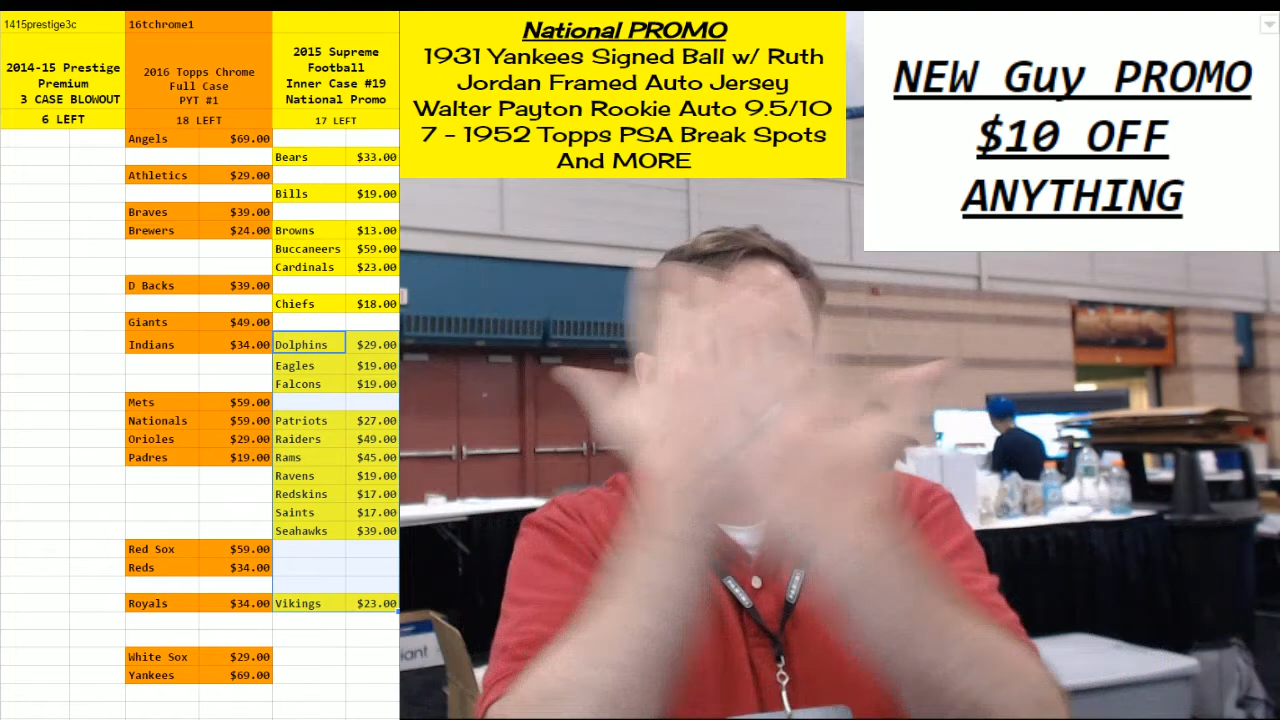 1415prestige3c
2014-15 Prestige
Premium
3 CASE BLOWOUT
6 LEFT
16tchrome1
2016 Topps Chrome
Full Case
PYT #1
18 LEFT
Angels $69.00
Athletics $29.00
Braves $39.00
Brewers $24.00
D Backs $39.00
Giants $49.00
Indians $34.00
Mets $59.00
Nationals $59.00
Orioles $29.00
Padres $19.00
Red Sox $59.00
Reds $34.00
Royals $34.00
White Sox $29.00
Yankees $69.00
2015 Supreme
Football
Inner Case #19
National Promo
17 LEFT
Bears $33.00
Bills $19.00
Browns $13.00
Buccaneers $59.00
Cardinals $23.00
Chiefs $18.00
Dolphins $29.00
Eagles $19.00
Falcons $19.00
Patriots $27.00
Raiders $49.00
Rams $45.00
Ravens $19.00
Redskins $17.00
Saints $17.00
Seahawks $39.00
Vikings $23.00
National PROMO
1931 Yankees Signed Ball w/ Ruth
Jordan Framed Auto Jersey
Walter Payton Rookie Auto 9.5/10
7 - 1952 Topps PSA Break Spots
And MORE
NEW Guy PROMO
$10 OFF
ANYTHING